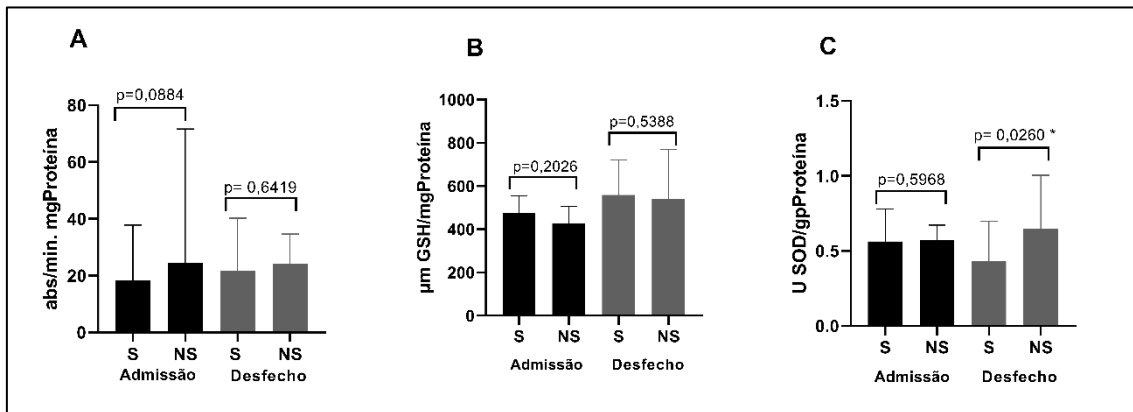 A
abs/min. mgProteína
80
60
40
20
0
p=0,0884
p= 0,6419
S NS S NS
Admissão Desfecho
B
µm GSH/mgProteína
1000
800
600
400
200
0
p=0,2026
p=0,5388
S NS S NS
Admissão Desfecho
C
U SOD/gpProteína
1.5
1.0
0.5
0.0
p=0,5968
p= 0,0260 *
S NS S NS
Admissão Desfecho